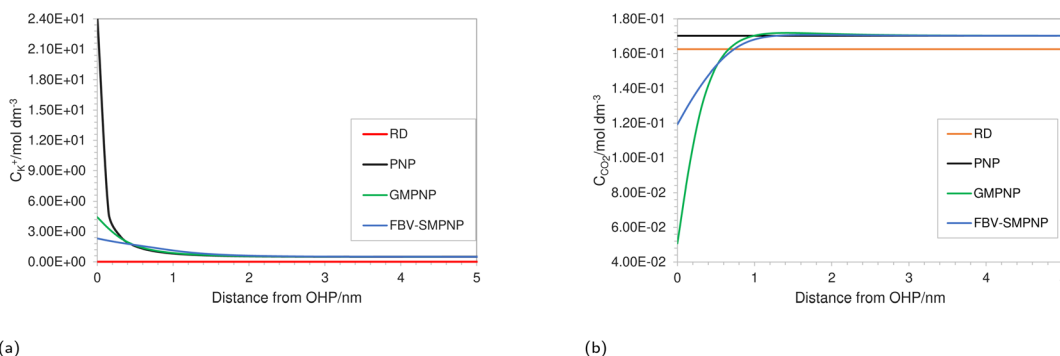 2.40E+01
2.10E+01
1.80E+01
1.50E+01
1.20E+01
9.00E+00
6.00E+00
3.00E+00
0.00E+00
C_K⁺/mol dm⁻³
0 1 2 3 4 5
Distance from OHP/nm
RD
PNP
GMPNP
FBV-SMPNP
(a)
1.80E-01
1.60E-01
1.40E-01
1.20E-01
1.00E-01
8.00E-02
6.00E-02
4.00E-02
C_CO2/mol dm⁻³
0 1 2 3 4
Distance from OHP/nm
RD
PNP
GMPNP
FBV-SMPNP
(b)